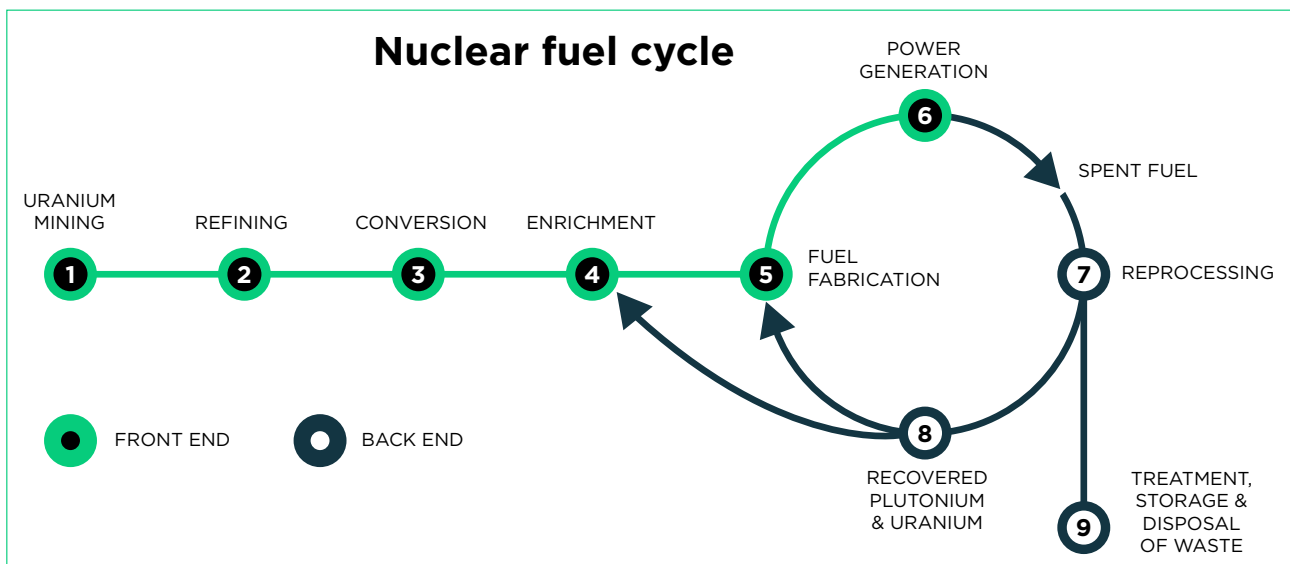 Nuclear fuel cycle
POWER
GENERATION
6
SPENT FUEL
URANIUM
MINING
REFINING
CONVERSION
ENRICHMENT
1
2
3
4
5
FUEL
FABRICATION
7
REPROCESSING
FRONT END
BACK END
8
RECOVERED
PLUTONIUM
& URANIUM
9
TREATMENT,
STORAGE &
DISPOSAL
OF WASTE